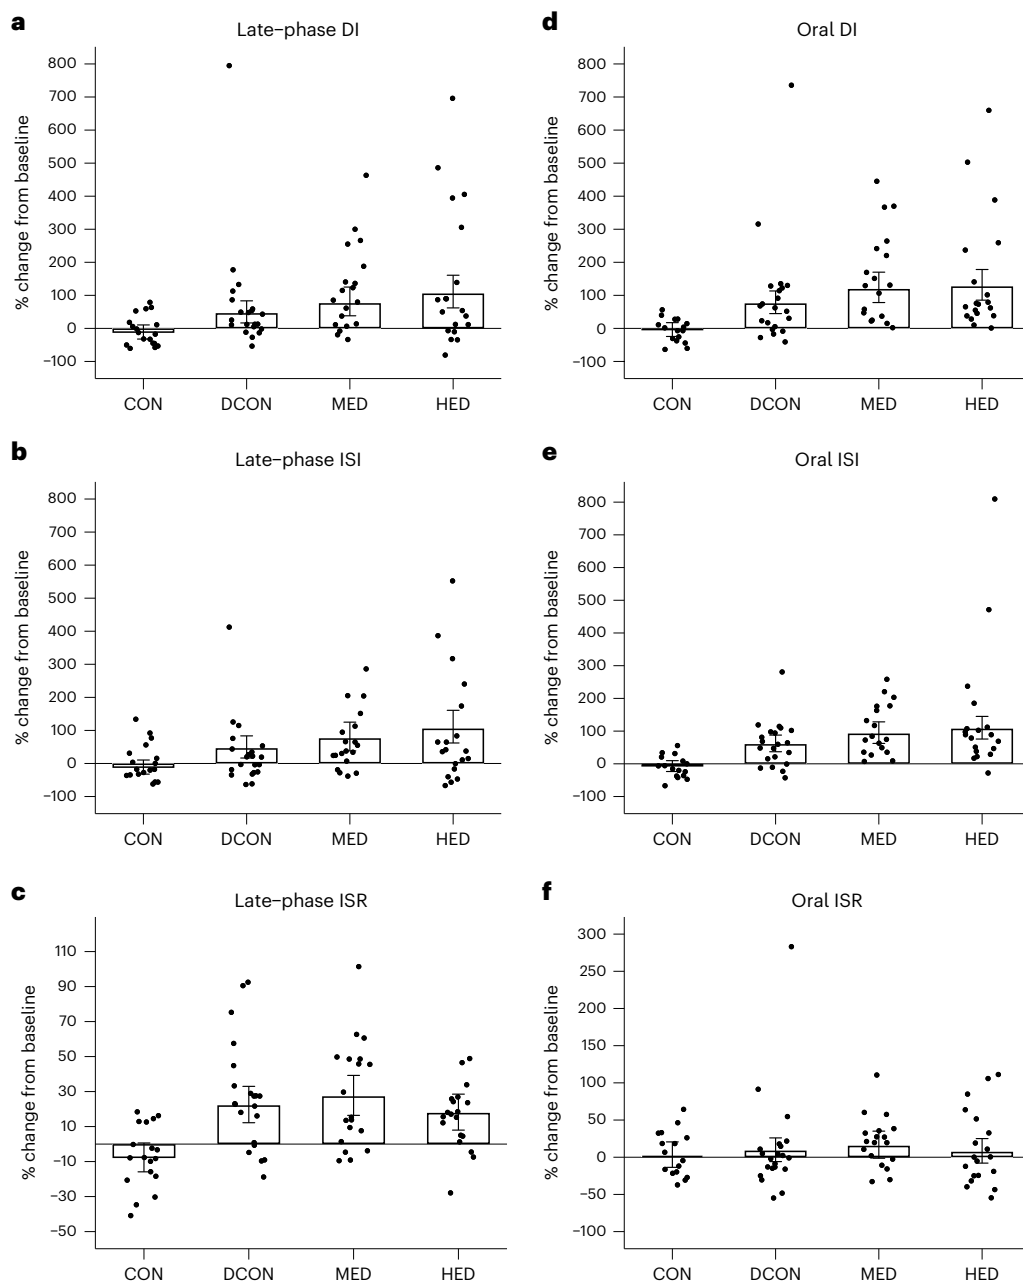 a
Late–phase DI
% change from baseline
800
700
600
500
400
300
200
100
0
–100
CON DCON MED HED
d
Oral DI
% change from baseline
800
700
600
500
400
300
200
100
0
–100
CON DCON MED HED
b
Late–phase ISI
% change from baseline
800
700
600
500
400
300
200
100
0
–100
CON DCON MED HED
e
Oral ISI
% change from baseline
800
700
600
500
400
300
200
100
0
–100
CON DCON MED HED
c
Late–phase ISR
% change from baseline
110
90
70
50
30
10
–10
–30
–50
CON DCON MED HED
f
Oral ISR
% change from baseline
300
250
200
150
100
50
0
–50
–100
CON DCON MED HED